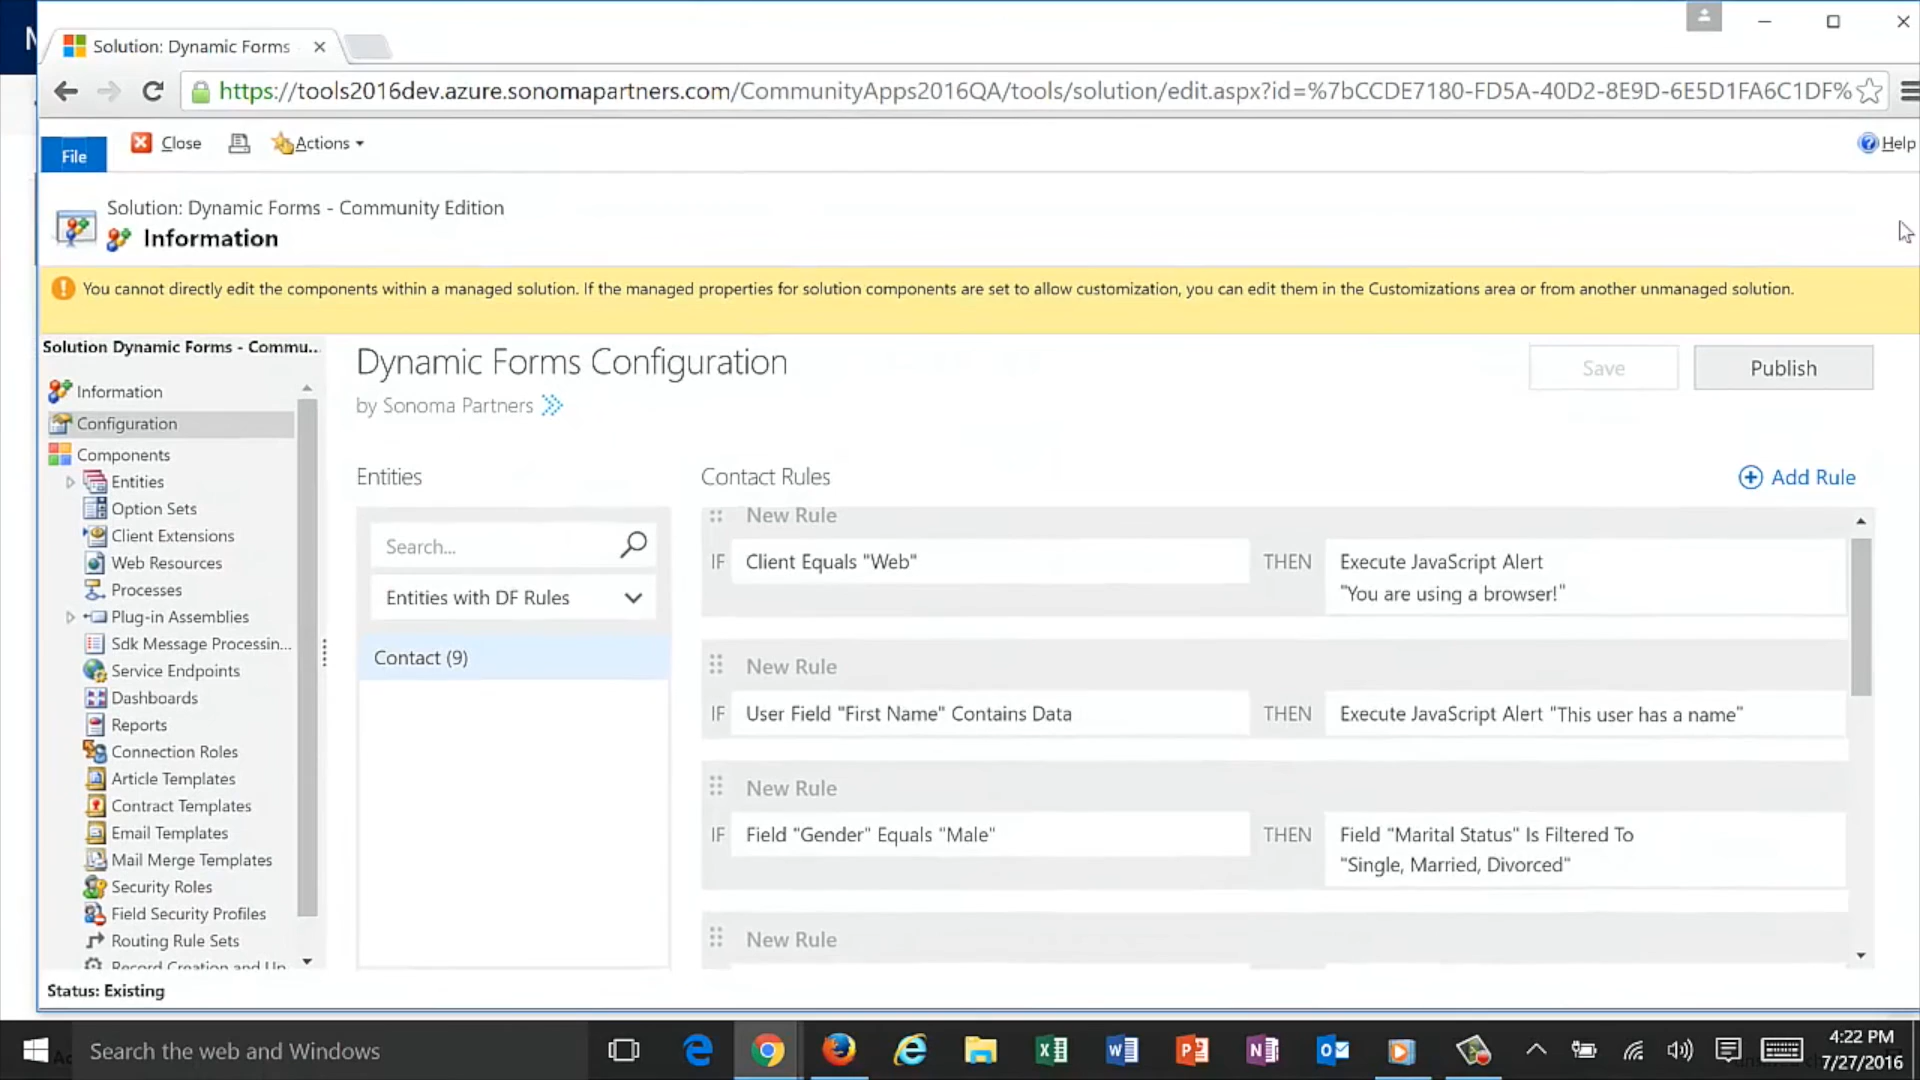 Solution: Dynamic Forms
https://tools2016dev.azure.sonomapartners.com/CommunityApps2016QA/tools/solution/edit.aspx?id=%7bCCDE7180-FD5A-40D2-8E9D-6E5D1FA6C1DF%
File
Close
Actions
Help
Solution: Dynamic Forms - Community Edition
Information
You cannot directly edit the components within a managed solution. If the managed properties for solution components are set to allow customization, you can edit them in the Customizations area or from another unmanaged solution.
Solution Dynamic Forms - Commu...
Information
Configuration
Components
Entities
Option Sets
Client Extensions
Web Resources
Processes
Plug-in Assemblies
Sdk Message Processin...
Service Endpoints
Dashboards
Reports
Connection Roles
Article Templates
Contract Templates
Email Templates
Mail Merge Templates
Security Roles
Field Security Profiles
Routing Rule Sets
Record Creation and Up
Status: Existing
Dynamic Forms Configuration
by Sonoma Partners
Save
Publish
Entities
Search...
Entities with DF Rules
Contact (9)
Contact Rules
Add Rule
New Rule
IF Client Equals "Web" THEN Execute JavaScript Alert
"You are using a browser!"
New Rule
IF User Field "First Name" Contains Data THEN Execute JavaScript Alert "This user has a name"
New Rule
IF Field "Gender" Equals "Male" THEN Field "Marital Status" Is Filtered To
"Single, Married, Divorced"
New Rule
Search the web and Windows
4:22 PM
7/27/2016